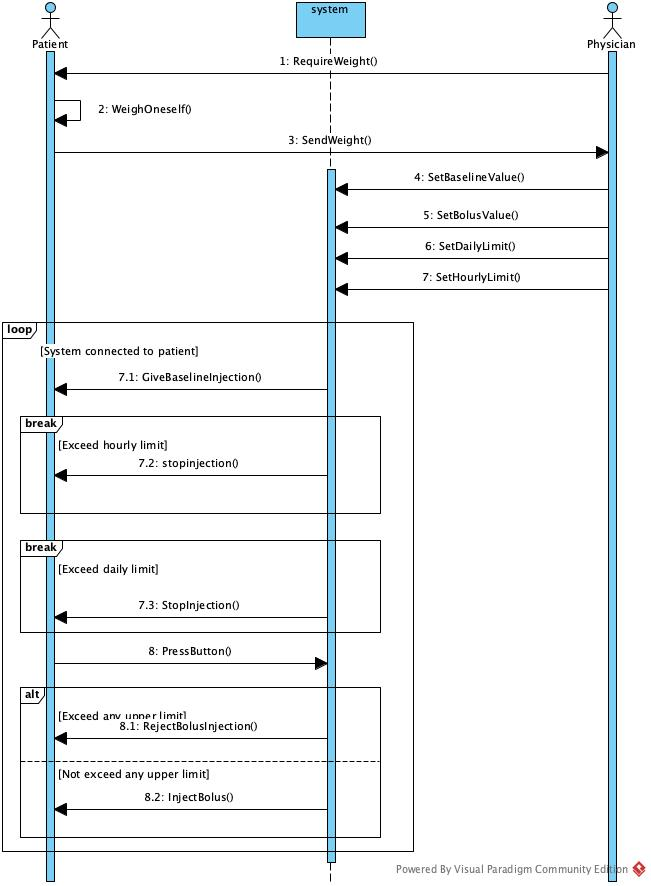 system
Patient
Physician
1: RequireWeight()
2: WeighOneself()
3: SendWeight()
4: SetBaselineValue()
5: SetBolusValue()
6: SetDailyLimit()
7: SetHourlyLimit()
loop
[System connected to patient]
7.1: GiveBaselineInjection()
break
[Exceed hourly limit]
7.2: stopinjection()
break
[Exceed daily limit]
7.3: StopInjection()
8: PressButton()
alt
[Exceed any upper limit]
8.1: RejectBolusInjection()
[Not exceed any upper limit]
8.2: InjectBolus()
Powered By Visual Paradigm Community Edition